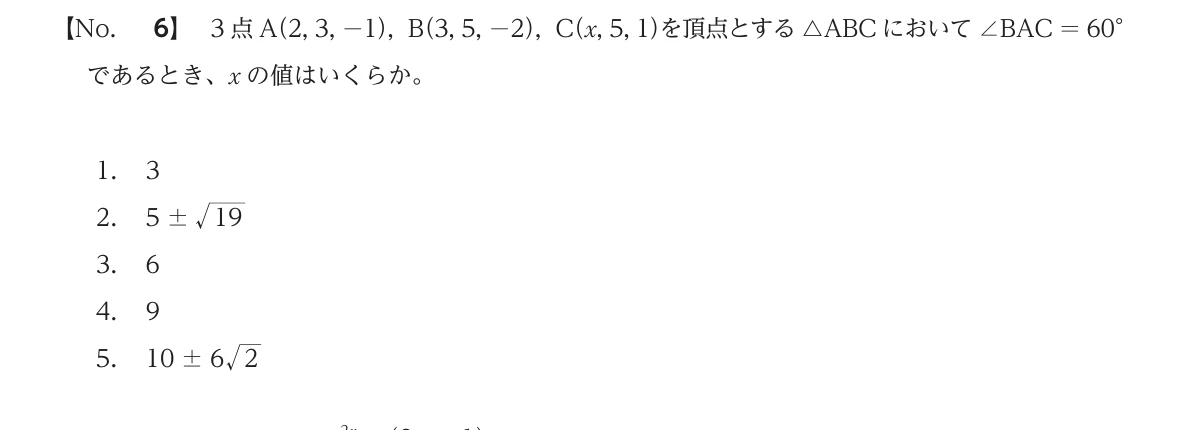 【No. 6】 3点 A(2, 3, −1), B(3, 5, −2), C(x, 5, 1)を頂点とする △ABC において ∠BAC = 60°
であるとき、x の値はいくらか。
1. 3
2. 5 ± √19
3. 6
4. 9
5. 10 ± 6√2